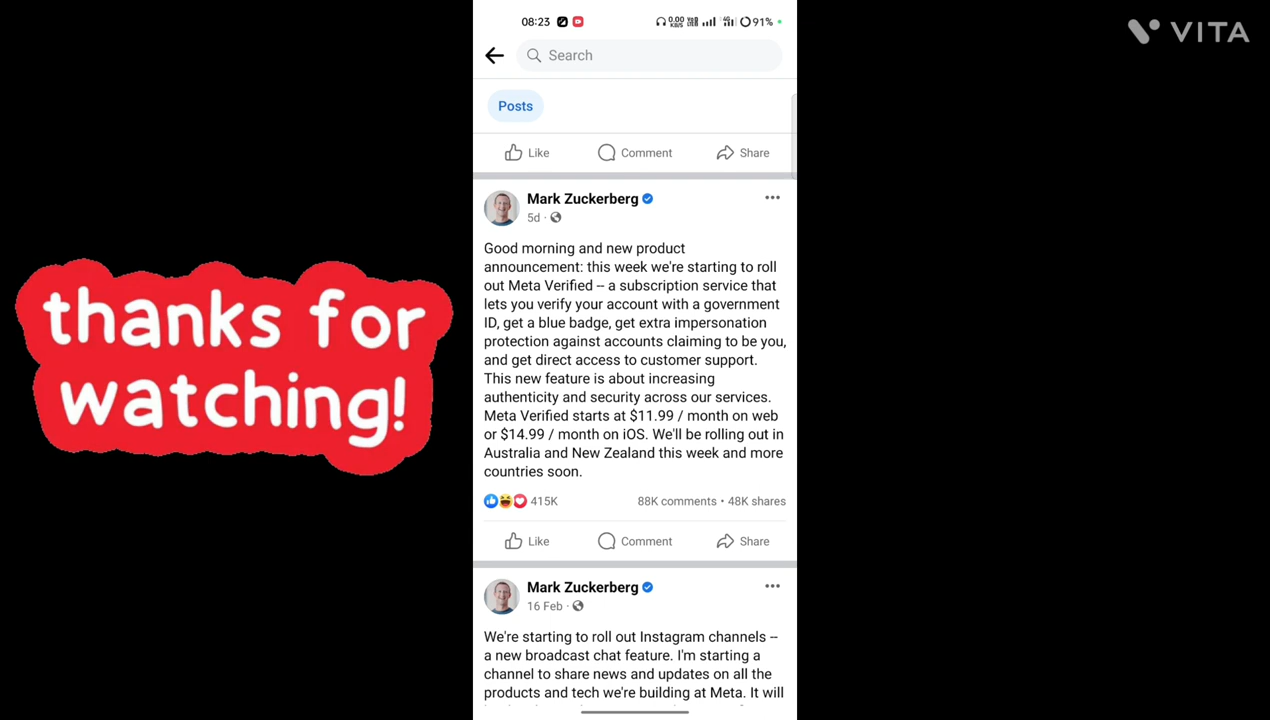 08:23 0.00 KB/S 4G 91%
VITA
Search
Posts
Like Comment Share
Mark Zuckerberg
5d ·
Good morning and new product
announcement: this week we're starting to roll
out Meta Verified -- a subscription service that
lets you verify your account with a government
ID, get a blue badge, get extra impersonation
protection against accounts claiming to be you,
and get direct access to customer support.
This new feature is about increasing
authenticity and security across our services.
Meta Verified starts at $11.99 / month on web
or $14.99 / month on iOS. We'll be rolling out in
Australia and New Zealand this week and more
countries soon.
415K 88K comments • 48K shares
Like Comment Share
Mark Zuckerberg
16 Feb ·
We're starting to roll out Instagram channels --
a new broadcast chat feature. I'm starting a
channel to share news and updates on all the
products and tech we're building at Meta. It will
thanks for
watching!